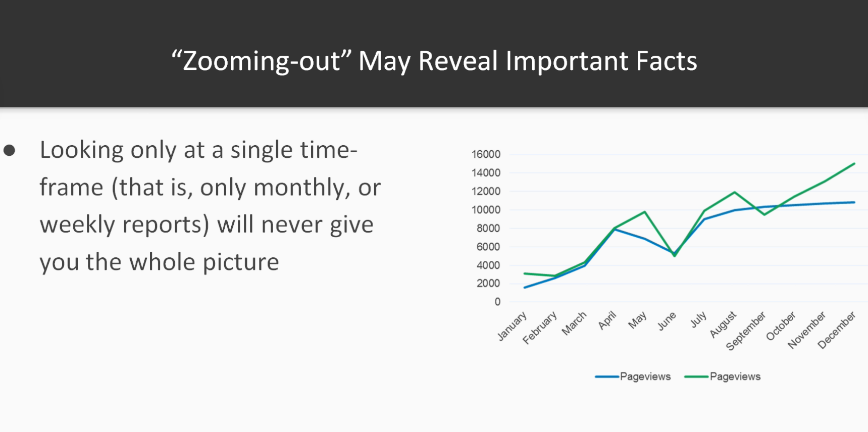 “Zooming-out” May Reveal Important Facts
● Looking only at a single time-
frame (that is, only monthly, or
weekly reports) will never give
you the whole picture
16000
14000
12000
10000
8000
6000
4000
2000
0
January
February
March
April
May
June
July
August
September
October
November
December
Pageviews Pageviews